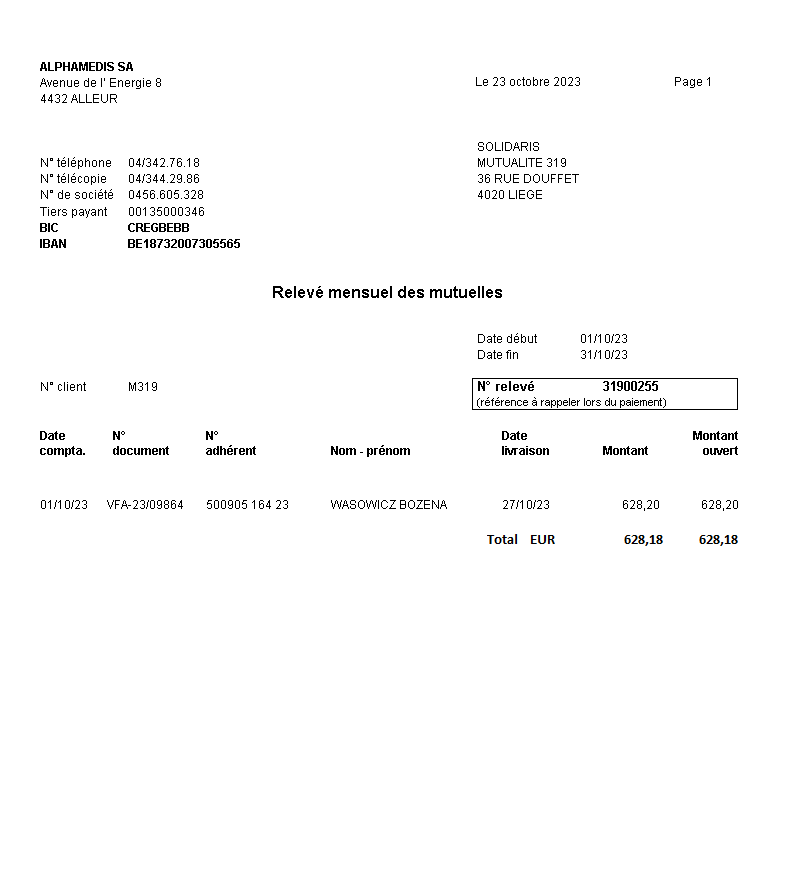 ALPHAMEDIS SA
Avenue de l' Energie 8
4432 ALLEUR
Le 23 octobre 2023 Page 1
SOLIDARIS
MUTUALITE 319
36 RUE DOUFFET
4020 LIEGE
N° téléphone 04/342.76.18
N° télécopie 04/344.29.86
N° de société 0456.605.328
Tiers payant 00135000346
BIC CREGBEBB
IBAN BE18732007305565
Relevé mensuel des mutuelles
Date début 01/10/23
Date fin 31/10/23
N° client M319
N° relevé 31900255
(référence à rappeler lors du paiement)
Date compta. N° document N° adhérent Nom - prénom Date livraison Montant Montant ouvert
01/10/23 VFA-23/09864 500905 164 23 WASOWICZ BOZENA 27/10/23 628,20 628,20
Total EUR 628,18 628,18